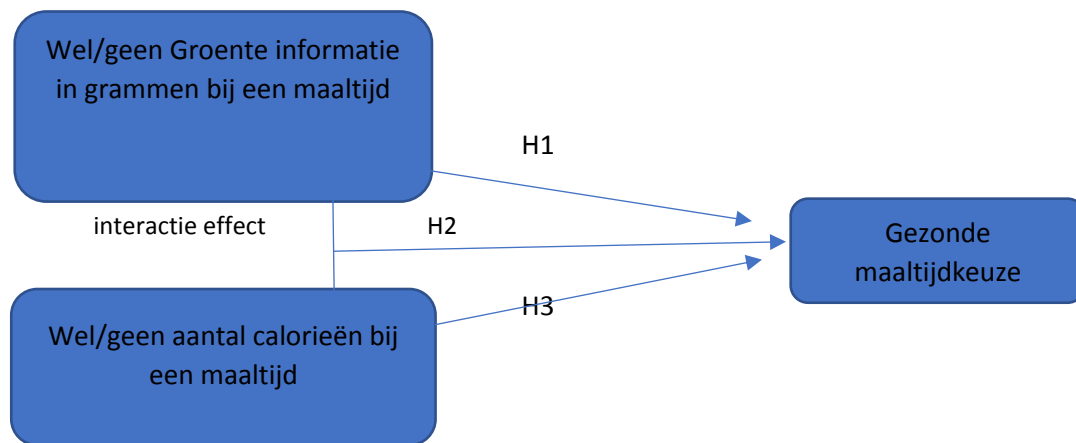 Wel/geen Groente informatie
in grammen bij een maaltijd
H1
interactie effect
H2
Gezonde
maaltijdkeuze
H3
Wel/geen aantal calorieën bij
een maaltijd